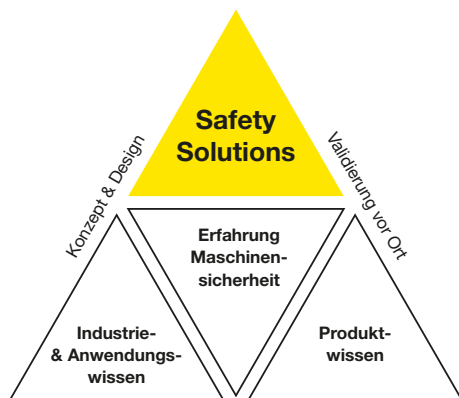 Safety
Solutions
Konzept & Design
Validierung vor Ort
Erfahrung
Maschinen-
sicherheit
Industrie-
& Anwendungs-
wissen
Produkt-
wissen